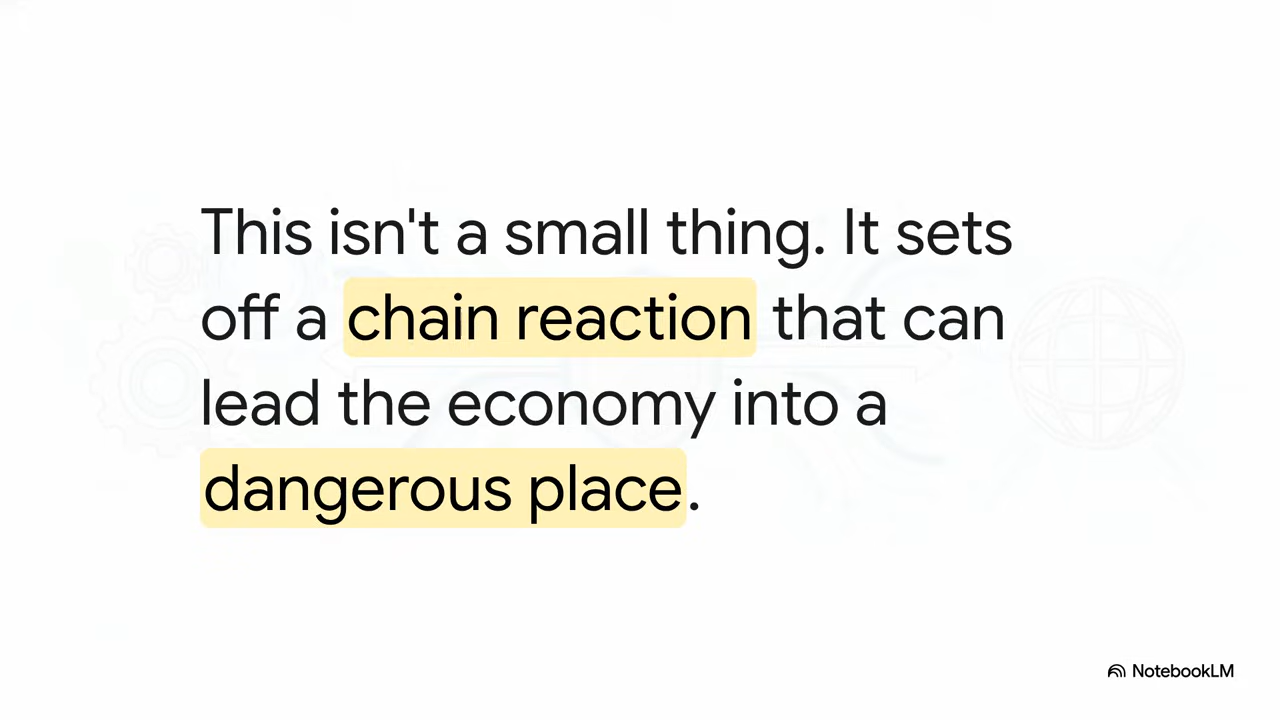 This isn't a small thing. It sets
off a chain reaction that can
lead the economy into a
dangerous place.
NotebookLM